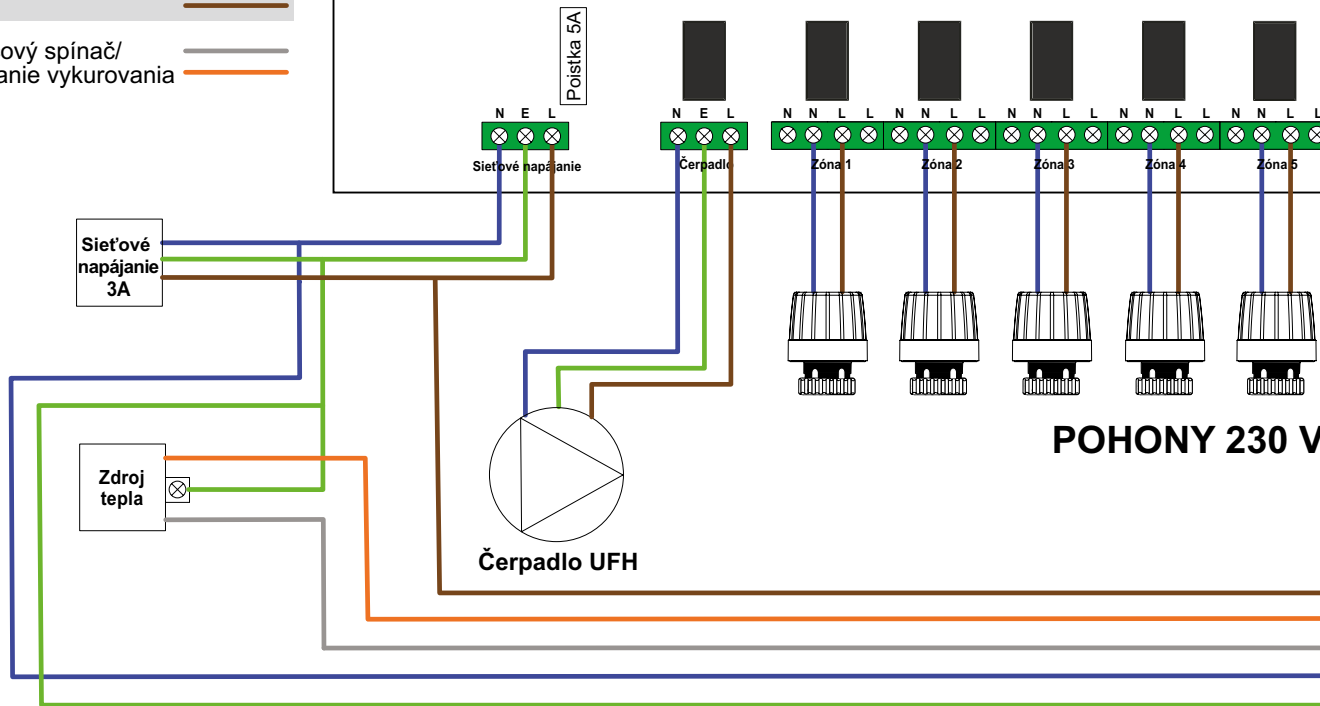 ový spínač/
anie vykurovania
Poistka 5A
N E L
N E L
N N L L N N L L N N L L N N L L N N L L
Sieťové napájanie
Čerpadlo
Zóna 1
Zóna 2
Zóna 3
Zóna 4
Zóna 5
Sieťové
napájanie
3A
POHONY 230 V
Zdroj
tepla
Čerpadlo UFH